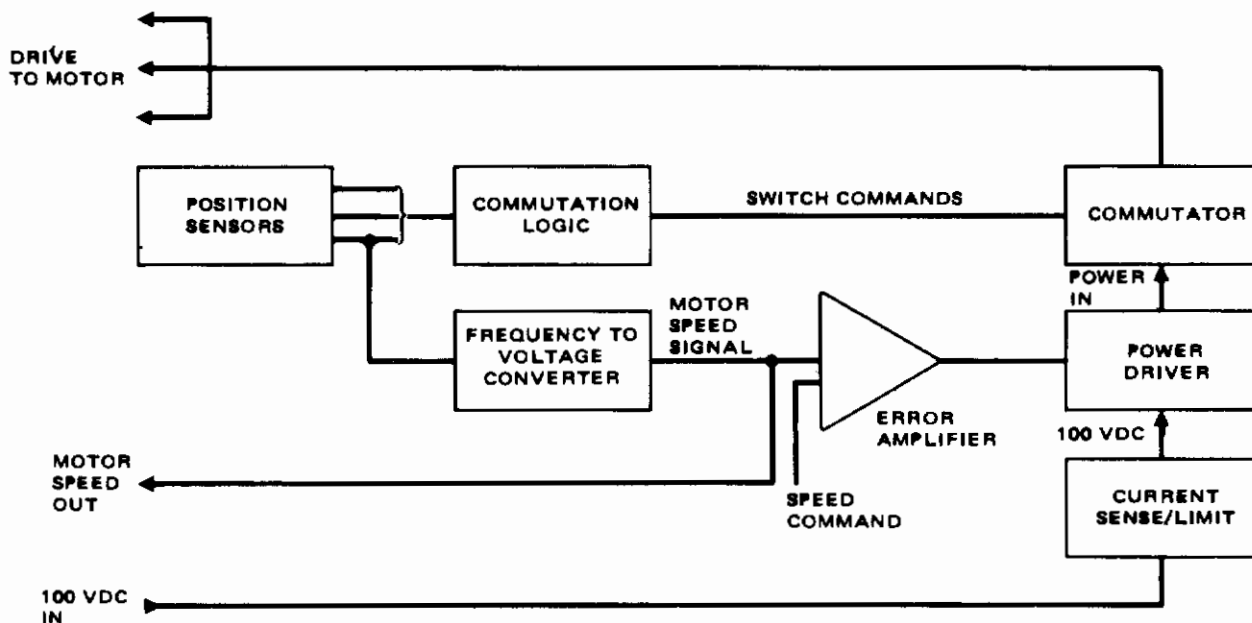 DRIVE
TO MOTOR
POSITION
SENSORS
COMMUTATION
LOGIC
SWITCH COMMANDS
COMMUTATOR
POWER
IN
FREQUENCY TO
VOLTAGE
CONVERTER
MOTOR
SPEED
SIGNAL
ERROR
AMPLIFIER
POWER
DRIVER
100 VDC
MOTOR
SPEED
OUT
SPEED
COMMAND
CURRENT
SENSE/LIMIT
100 VDC
IN